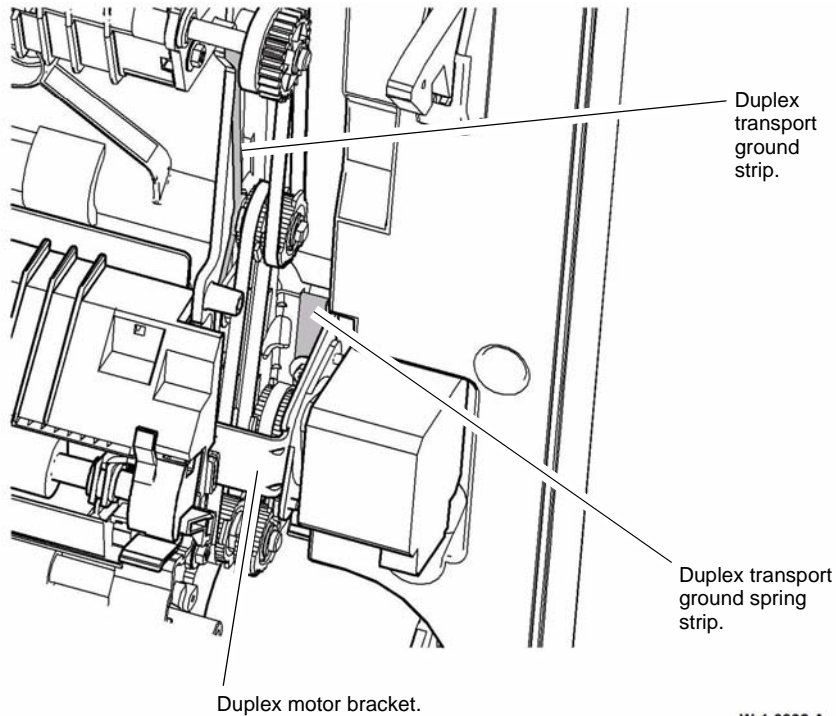 Duplex
transport
ground
strip.
Duplex transport
ground spring
strip.
Duplex motor bracket.